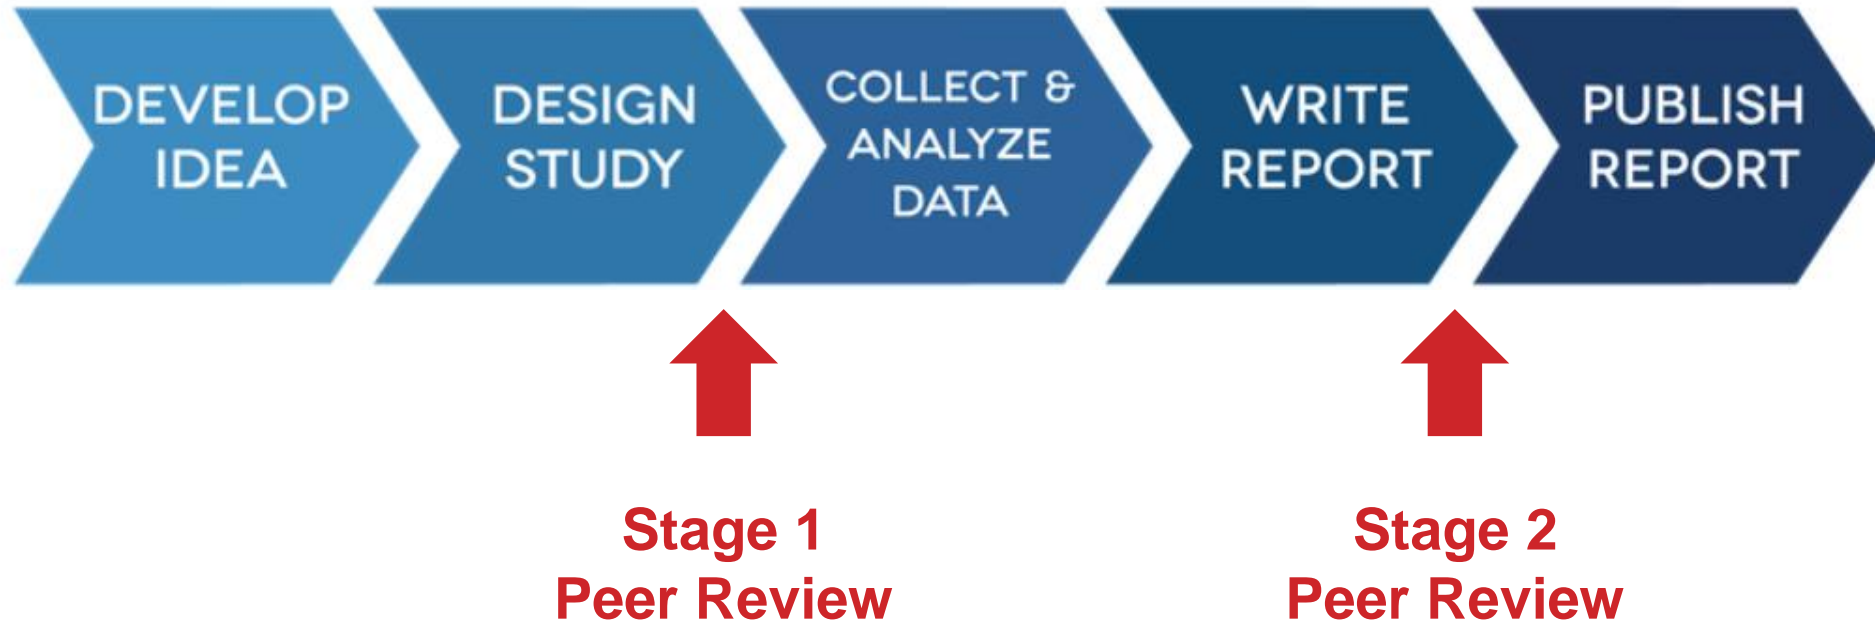 DEVELOP
IDEA
DESIGN
STUDY
COLLECT &
ANALYZE
DATA
WRITE
REPORT
PUBLISH
REPORT
Stage 1
Peer Review
Stage 2
Peer Review